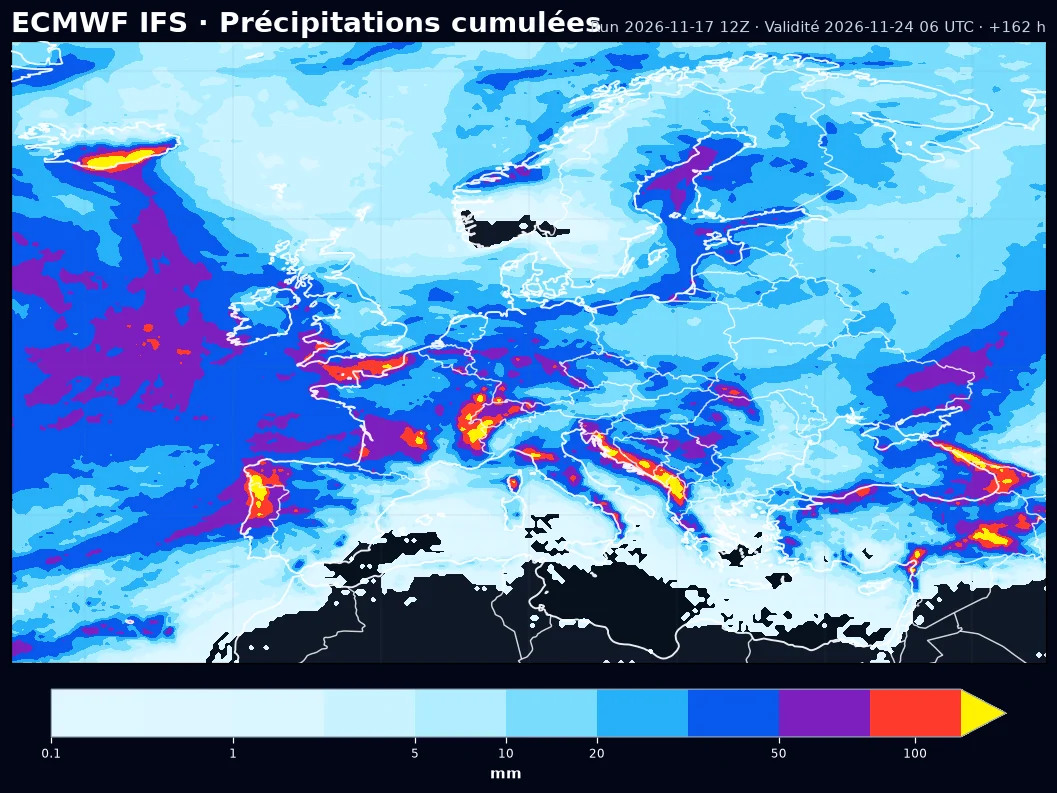 ECMWF IFS · Précipitations cumulées
Run 2026-11-17 12Z · Validité 2026-11-24 06 UTC · +162 h
0.1 1 5 10 20 50 100
mm